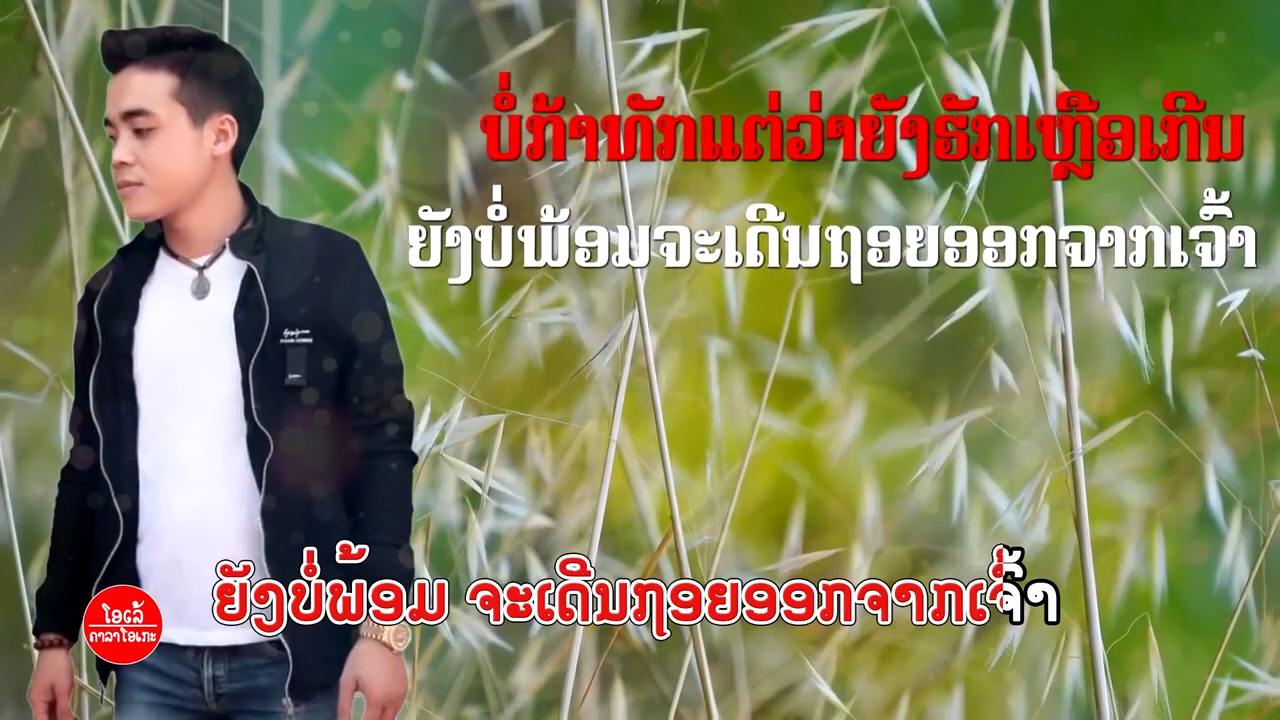 ບໍ່ກ້າທັກແຕ່ວ່າຍັງຮັກເຫຼືອເກີນ
ຍັງບໍ່ພ້ອມຈະເດີນຖອຍອອກຈາກເຈົ້າ
ຍັງບໍ່ພ້ອມ ຈະເດີນຖອຍອອກຈາກເຈົ້າ
ໂອເລ້
ຄາລາໂອເກະ